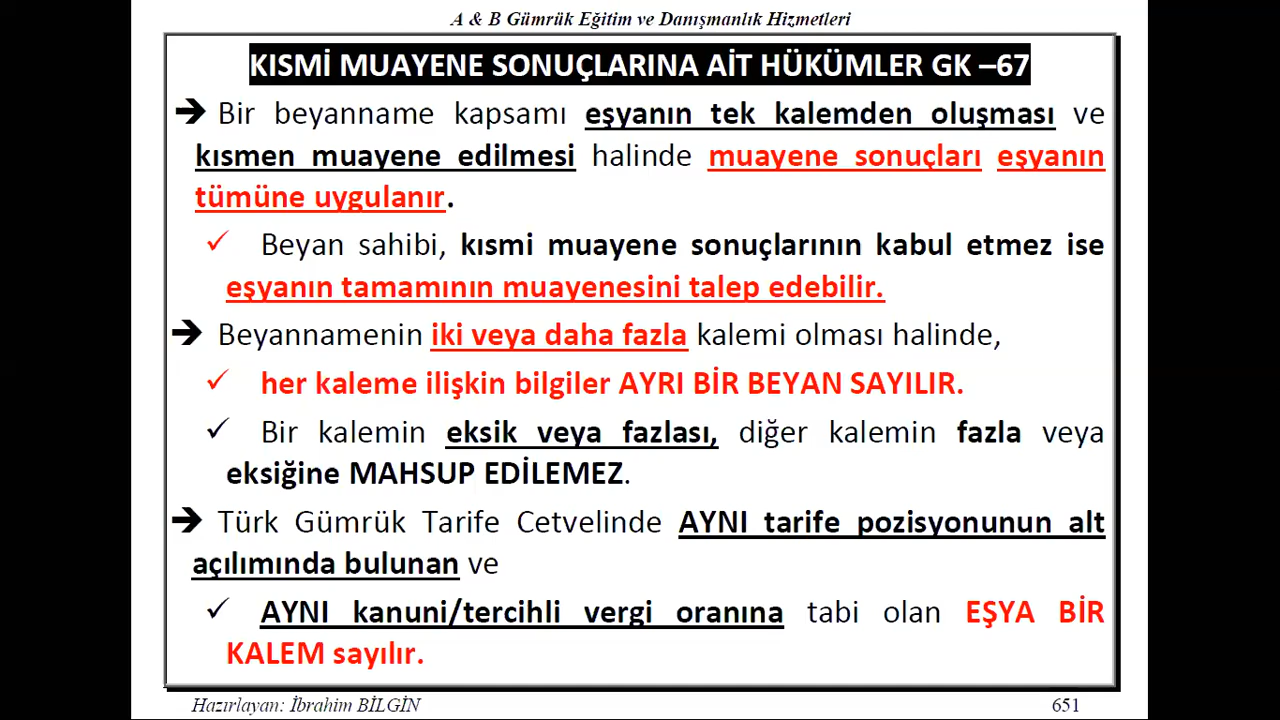 A & B Gümrük Eğitim ve Danışmanlık Hizmetleri
KISMİ MUAYENE SONUÇLARINA AİT HÜKÜMLER GK –67
➔ Bir beyanname kapsamı eşyanın tek kalemden oluşması ve
kısmen muayene edilmesi halinde muayene sonuçları eşyanın
tümüne uygulanır.
✓ Beyan sahibi, kısmi muayene sonuçlarının kabul etmez ise
eşyanın tamamının muayenesini talep edebilir.
➔ Beyannamenin iki veya daha fazla kalemi olması halinde,
✓ her kaleme ilişkin bilgiler AYRI BİR BEYAN SAYILIR.
✓ Bir kalemin eksik veya fazlası, diğer kalemin fazla veya
eksiğine MAHSUP EDİLEMEZ.
➔ Türk Gümrük Tarife Cetvelinde AYNI tarife pozisyonunun alt
açılımında bulunan ve
✓ AYNI kanuni/tercihli vergi oranına tabi olan EŞYA BİR
KALEM sayılır.
Hazırlayan: İbrahim BİLGİN 651